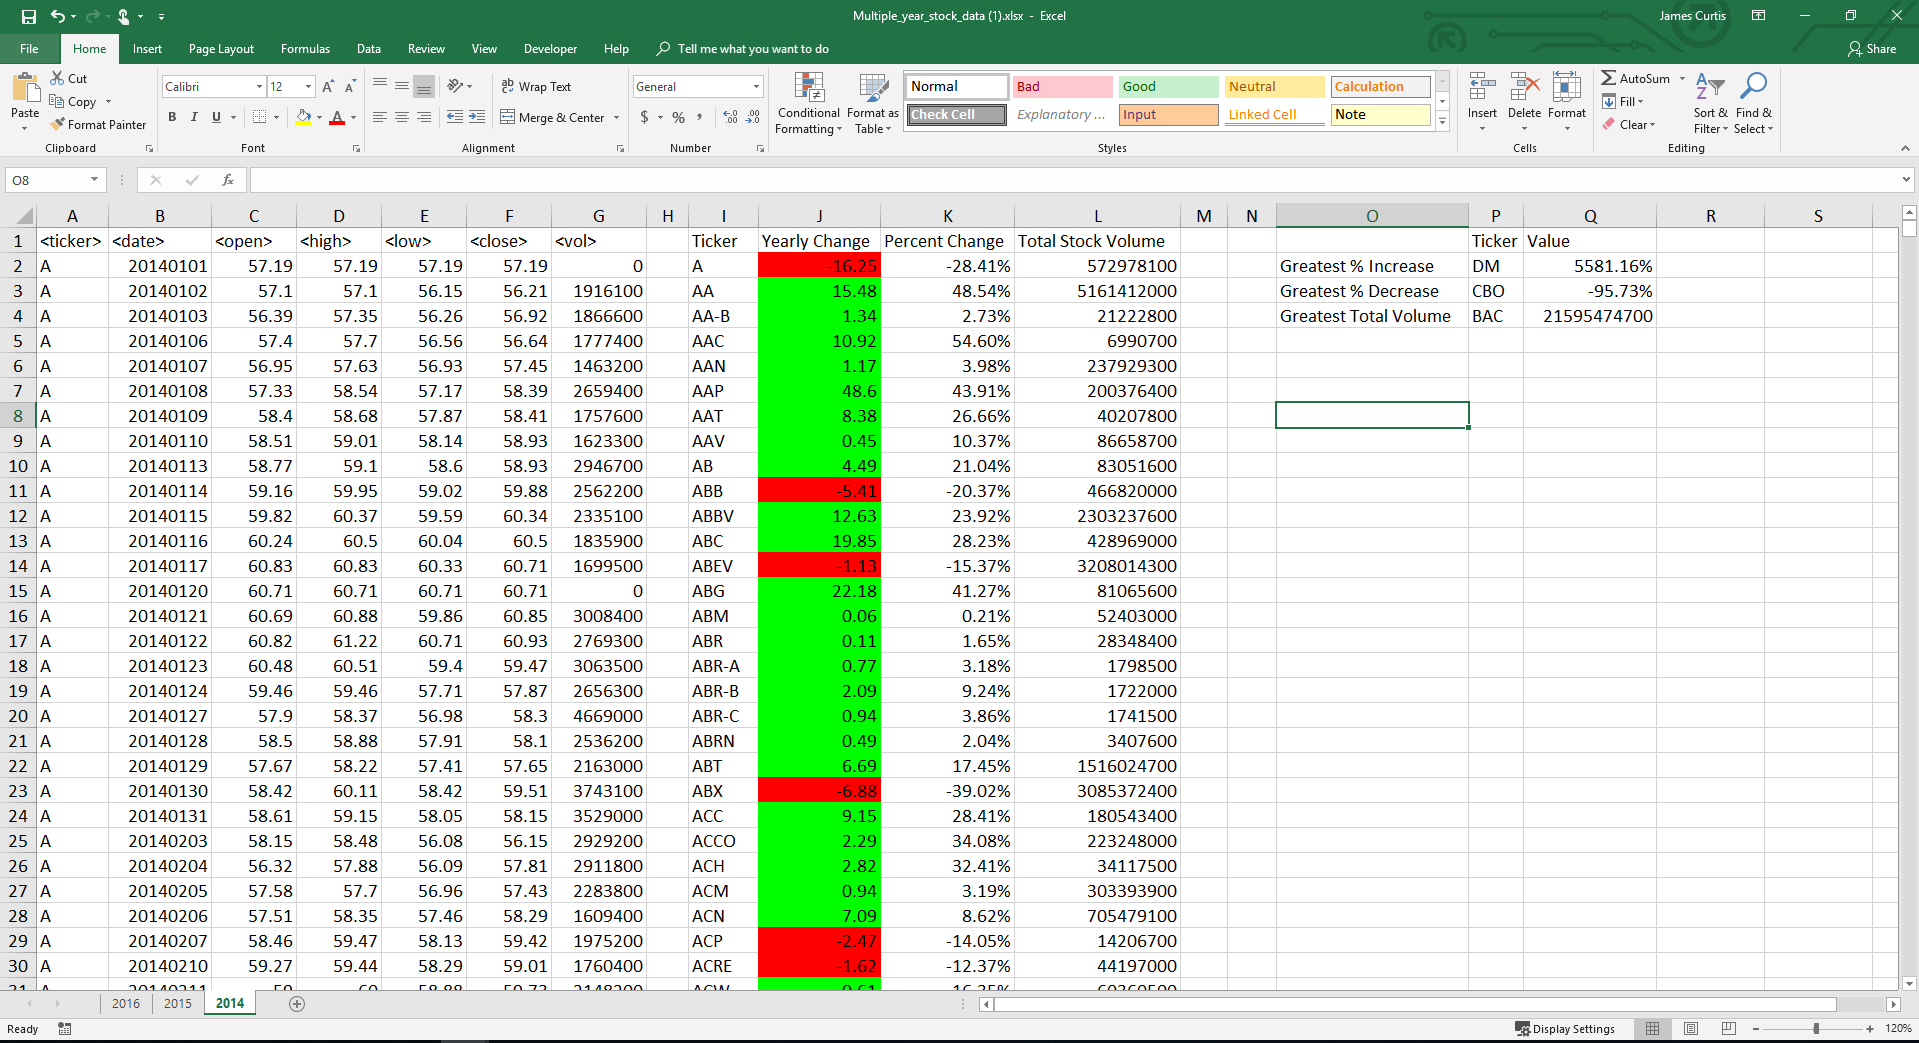 Multiple_year_stock_data (1).xlsx - Excel
James Curtis
File Home Insert Page Layout Formulas Data Review View Developer Help Tell me what you want to do Share
Paste Cut Copy Format Painter
Calibri 12 Wrap Text Merge & Center General
B I U $ % ,
Conditional Formatting Format as Table
Normal Bad Good Neutral Calculation
Check Cell Explanatory ... Input Linked Cell Note
Insert Delete Format
AutoSum Fill Clear Sort & Filter Find & Select
Clipboard Font Alignment Number Styles Cells Editing
O8 fx
A B C D E F G H I J K L M N O P Q R S
1 <ticker> <date> <open> <high> <low> <close> <vol> Ticker Yearly Change Percent Change Total Stock Volume Ticker Value
2 A 20140101 57.19 57.19 57.19 57.19 0 A -16.25 -28.41% 572978100 Greatest % Increase DM 5581.16%
3 A 20140102 57.1 57.1 56.15 56.21 1916100 AA 15.48 48.54% 5161412000 Greatest % Decrease CBO -95.73%
4 A 20140103 56.39 57.35 56.26 56.92 1866600 AA-B 1.34 2.73% 21222800 Greatest Total Volume BAC 21595474700
5 A 20140106 57.4 57.7 56.56 56.64 1777400 AAC 10.92 54.60% 6990700
6 A 20140107 56.95 57.63 56.93 57.45 1463200 AAN 1.17 3.98% 237929300
7 A 20140108 57.33 58.54 57.17 58.39 2659400 AAP 48.6 43.91% 200376400
8 A 20140109 58.4 58.68 57.87 58.41 1757600 AAT 8.38 26.66% 40207800
9 A 20140110 58.51 59.01 58.14 58.93 1623300 AAV 0.45 10.37% 86658700
10 A 20140113 58.77 59.1 58.6 58.93 2946700 AB 4.49 21.04% 83051600
11 A 20140114 59.16 59.95 59.02 59.88 2562200 ABB -5.41 -20.37% 466820000
12 A 20140115 59.82 60.37 59.59 60.34 2335100 ABBV 12.63 23.92% 2303237600
13 A 20140116 60.24 60.5 60.04 60.5 1835900 ABC 19.85 28.23% 428969000
14 A 20140117 60.83 60.83 60.33 60.71 1699500 ABEV -1.13 -15.37% 3208014300
15 A 20140120 60.71 60.71 60.71 60.71 0 ABG 22.18 41.27% 81065600
16 A 20140121 60.69 60.88 59.86 60.85 3008400 ABM 0.06 0.21% 52403000
17 A 20140122 60.82 61.22 60.71 60.93 2769300 ABR 0.11 1.65% 28348400
18 A 20140123 60.48 60.51 59.4 59.47 3063500 ABR-A 0.77 3.18% 1798500
19 A 20140124 59.46 59.46 57.71 57.87 2656300 ABR-B 2.09 9.24% 1722000
20 A 20140127 57.9 58.37 56.98 58.3 4669000 ABR-C 0.94 3.86% 1741500
21 A 20140128 58.5 58.88 57.91 58.1 2536200 ABRN 0.49 2.04% 3407600
22 A 20140129 57.67 58.22 57.41 57.65 2163000 ABT 6.69 17.45% 1516024700
23 A 20140130 58.42 60.11 58.42 59.51 3743100 ABX -6.88 -39.02% 3085372400
24 A 20140131 58.61 59.15 58.05 58.15 3529000 ACC 9.15 28.41% 180543400
25 A 20140203 58.15 58.48 56.08 56.15 2929200 ACCO 2.29 34.08% 223248000
26 A 20140204 56.32 57.88 56.09 57.81 2911800 ACH 2.82 32.41% 34117500
27 A 20140205 57.58 57.7 56.96 57.43 2283800 ACM 0.94 3.19% 303393900
28 A 20140206 57.51 58.35 57.46 58.29 1609400 ACN 7.09 8.62% 705479100
29 A 20140207 58.46 59.47 58.13 59.42 1975200 ACP -2.47 -14.05% 14206700
30 A 20140210 59.27 59.44 58.29 59.01 1760400 ACRE -1.62 -12.37% 44197000
2016 2015 2014
Ready Display Settings 120%